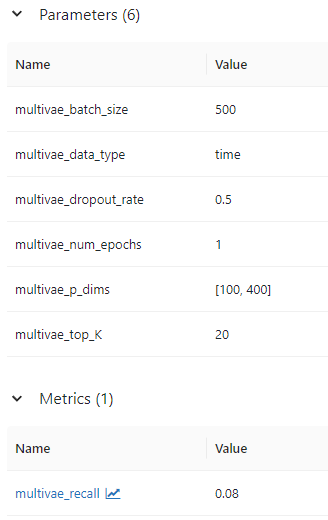 Parameters (6)
Name Value
multivae_batch_size 500
multivae_data_type time
multivae_dropout_rate 0.5
multivae_num_epochs 1
multivae_p_dims [100, 400]
multivae_top_K 20
Metrics (1)
Name Value
multivae_recall 0.08